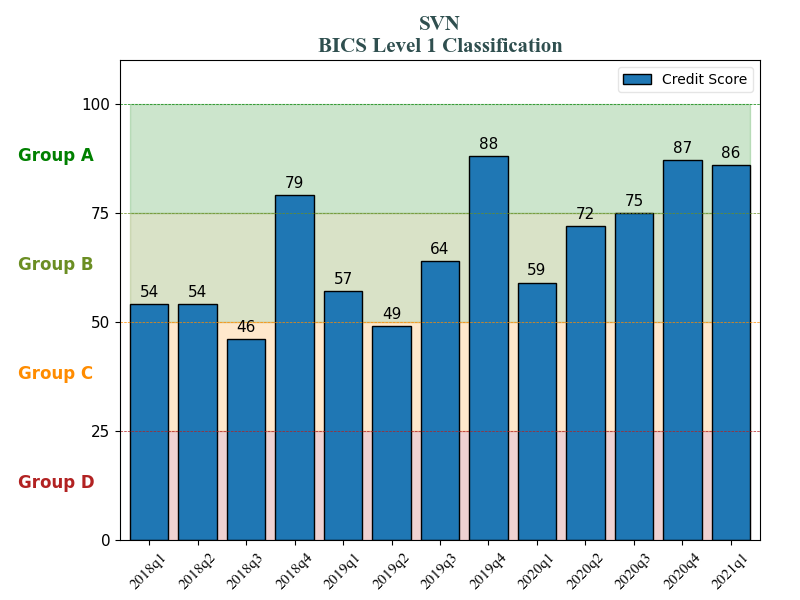 SVN
BICS Level 1 Classification
Credit Score
100
Group A
88
87
86
79
75
72
75
Group B
64
57
59
54
54
50
49
46
Group C
25
Group D
0
2018q1
2018q2
2018q3
2018q4
2019q1
2019q2
2019q3
2019q4
2020q1
2020q2
2020q3
2020q4
2021q1